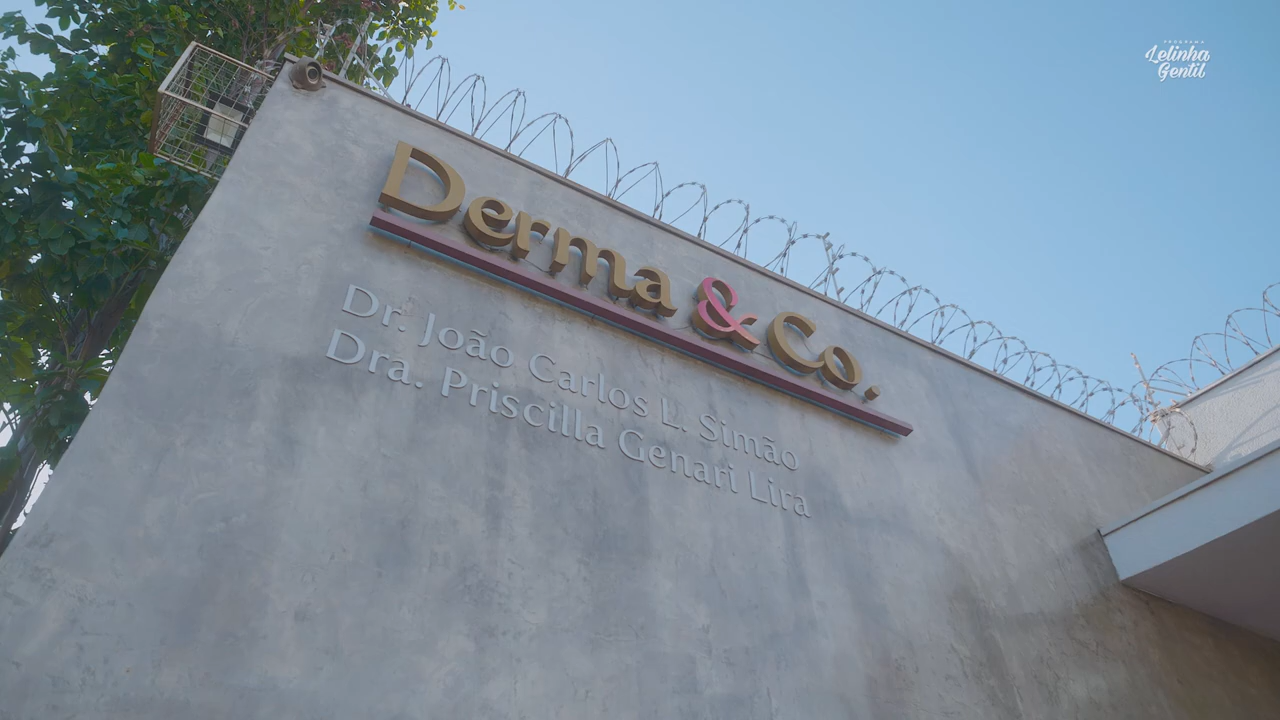 PROGRAMA
Lelinha
Gentil
Derma & Co.
Dr. João Carlos L. Simão
Dra. Priscilla Genari Lira